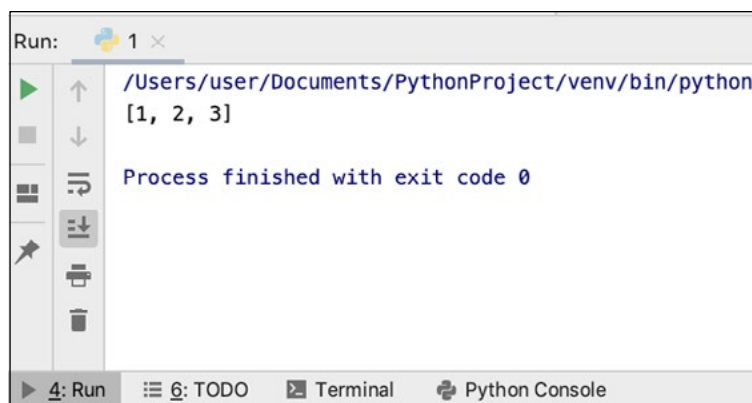 Run: 1
/Users/user/Documents/PythonProject/venv/bin/python
[1, 2, 3]
Process finished with exit code 0
4: Run 6: TODO Terminal Python Console